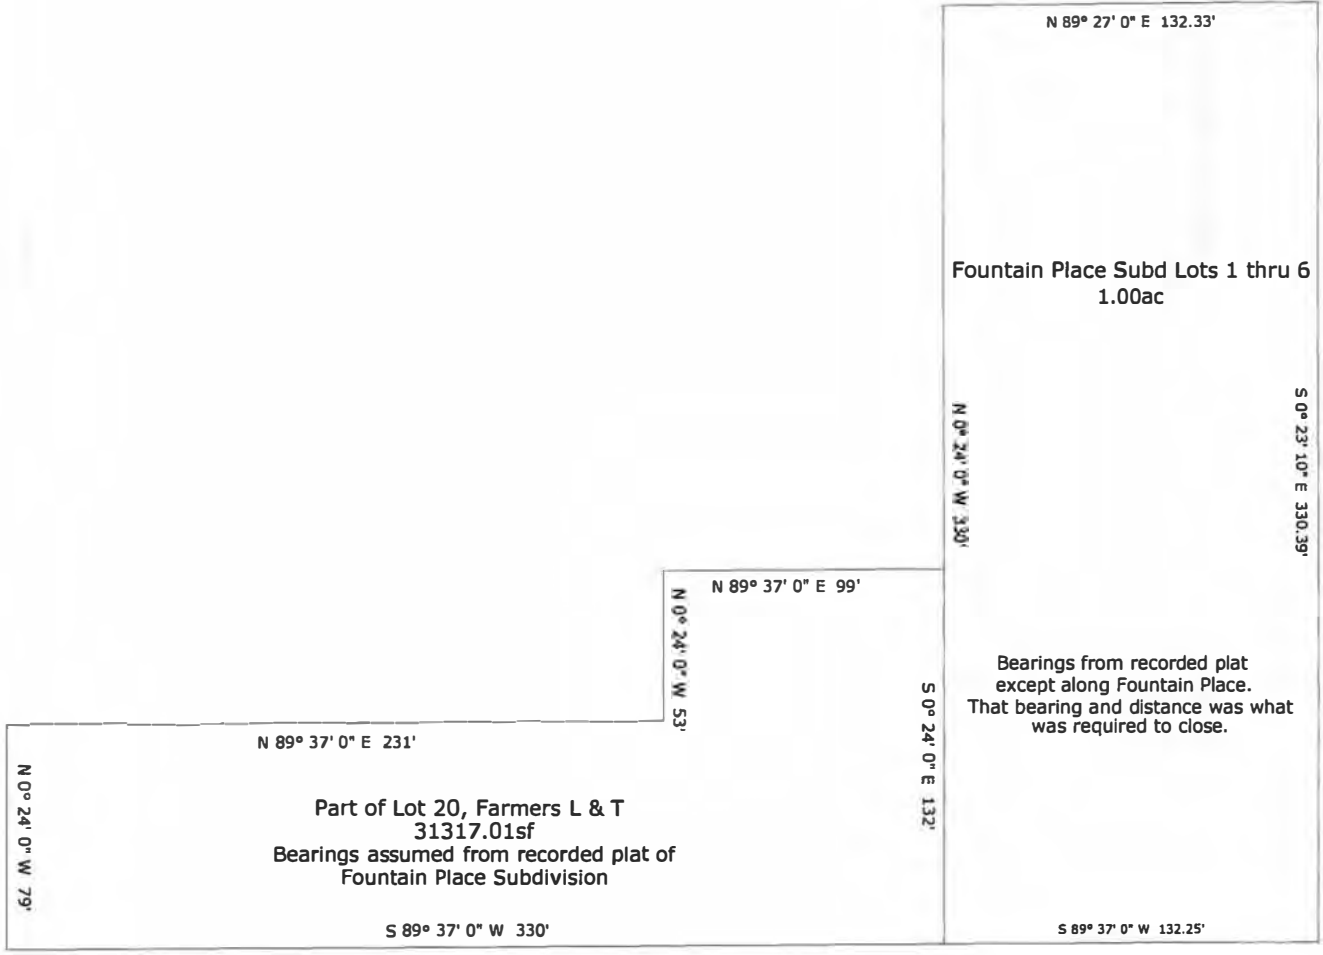 N 89° 27' 0" E 132.33'
Fountain Place Subd Lots 1 thru 6
1.00ac
S 0° 23' 10" E 330.39'
N 0° 24' 0" W 330'
N 89° 37' 0" E 99'
N 0° 24' 0" W 53'
Bearings from recorded plat
except along Fountain Place.
That bearing and distance was what
was required to close.
S 0° 24' 0" E 132'
N 89° 37' 0" E 231'
N 0° 24' 0" W 79'
Part of Lot 20, Farmers L & T
31317.01sf
Bearings assumed from recorded plat of
Fountain Place Subdivision
S 89° 37' 0" W 330'
S 89° 37' 0" W 132.25'